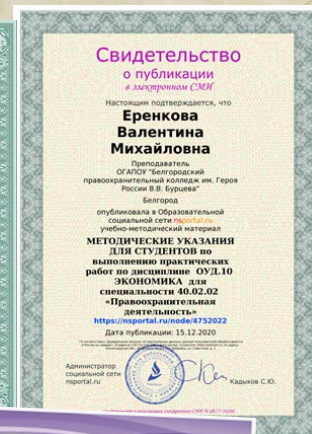 Свидетельство
о публикации
в электронном СМИ
Настоящим подтверждается, что
Еренкова
Валентина
Михайловна
Преподаватель
ОГАПОУ "Белгородский
правоохранительный колледж им. Героя
России В.В. Бурцева"
Белгород
опубликовала в Образовательной
социальной сети nsportal.ru
учебно-методический материал
МЕТОДИЧЕСКИЕ УКАЗАНИЯ
ДЛЯ СТУДЕНТОВ по
выполнению практических
работ по дисциплине ОУД.10
ЭКОНОМИКА для
специальности 40.02.02
«Правоохранительная
деятельность»
https://nsportal.ru/node/4752022
Дата публикации: 15.12.2020
Администратор
социальной сети
nsportal.ru
Кадыков С.Ю.